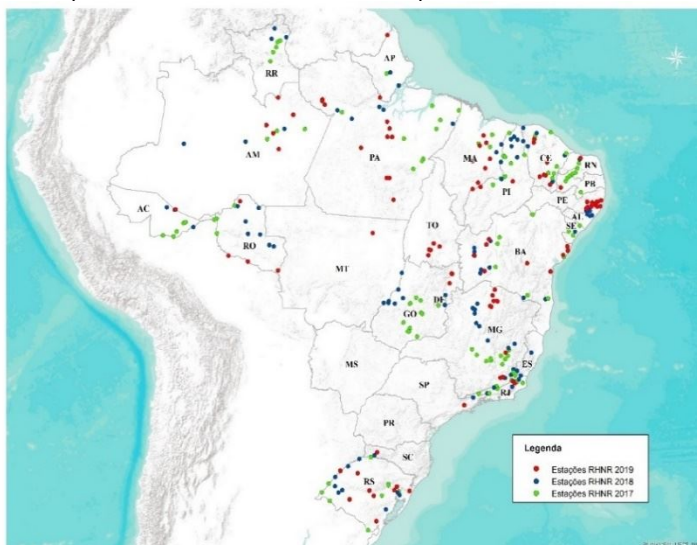 AP
RR
AM
PA
MA
CE
RN
PB
PI
PE
AL
SE
AC
RO
TO
BA
MT
DF
GO
MG
ES
MS
SP
RJ
PR
SC
RS
Legenda
Estações RHNR 2019
Estações RHNR 2018
Estações RHNR 2017